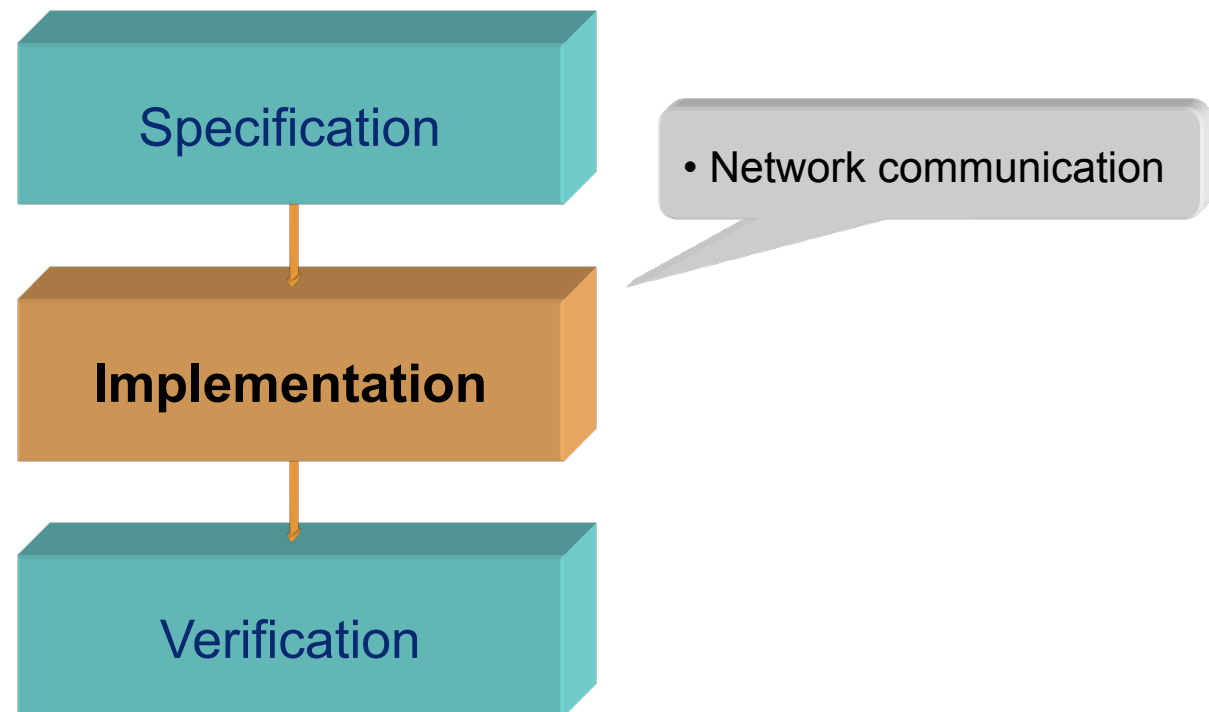 Specification
• Network communication
Implementation
Verification